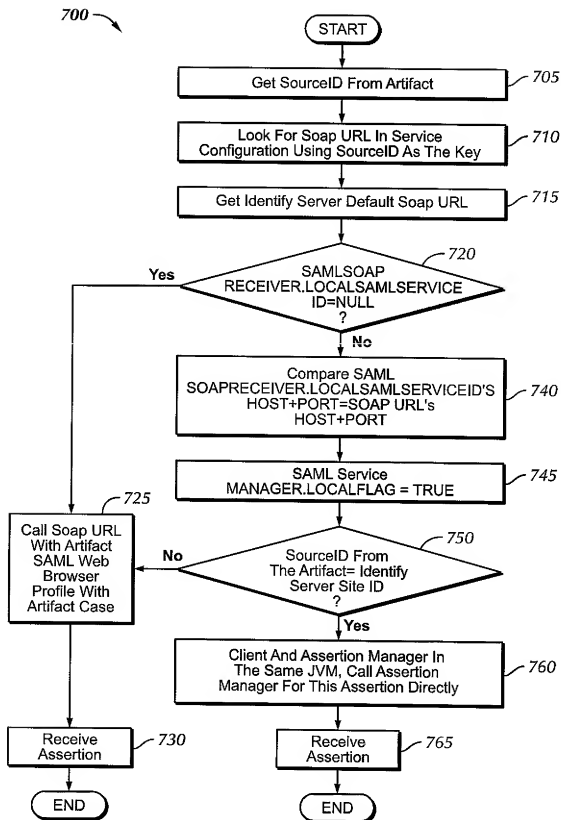 700
START
Get SourceID From Artifact
705
Look For Soap URL In Service
Configuration Using SourceID As The Key
710
Get Identify Server Default Soap URL
715
720
SAMLSOAP
RECEIVER.LOCALSAMLSERVICE
ID=NULL
?
Yes
No
Compare SAML
SOAPRECEIVER.LOCALSAMLSERVICEID'S
HOST+PORT=SOAP URL's
HOST+PORT
740
SAML Service
MANAGER.LOCALFLAG = TRUE
745
725
Call Soap URL
With Artifact
SAML Web
Browser
Profile With
Artifact Case
No
750
SourceID From
The Artifact= Identify
Server Site ID
?
Yes
Client And Assertion Manager In
The Same JVM, Call Assertion
Manager For This Assertion Directly
760
Receive
Assertion
730
Receive
Assertion
765
END
END